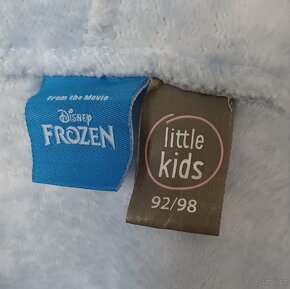 From the Movie
Disney
FROZEN
little
kids
92/98